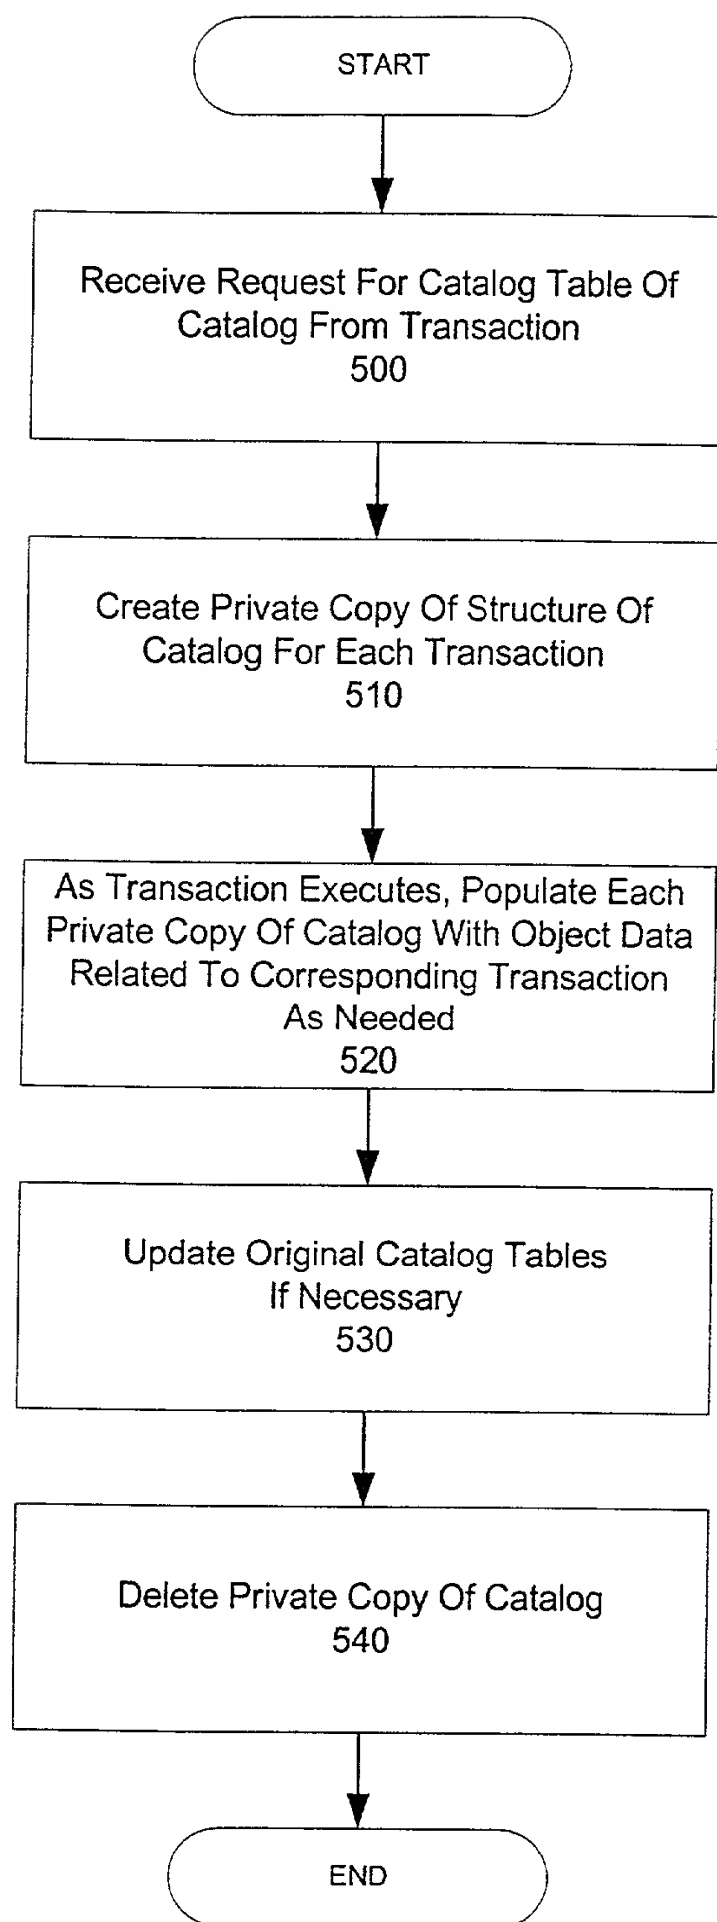 START
Receive Request For Catalog Table Of
Catalog From Transaction
500
Create Private Copy Of Structure Of
Catalog For Each Transaction
510
As Transaction Executes, Populate Each
Private Copy Of Catalog With Object Data
Related To Corresponding Transaction
As Needed
520
Update Original Catalog Tables
If Necessary
530
Delete Private Copy Of Catalog
540
END